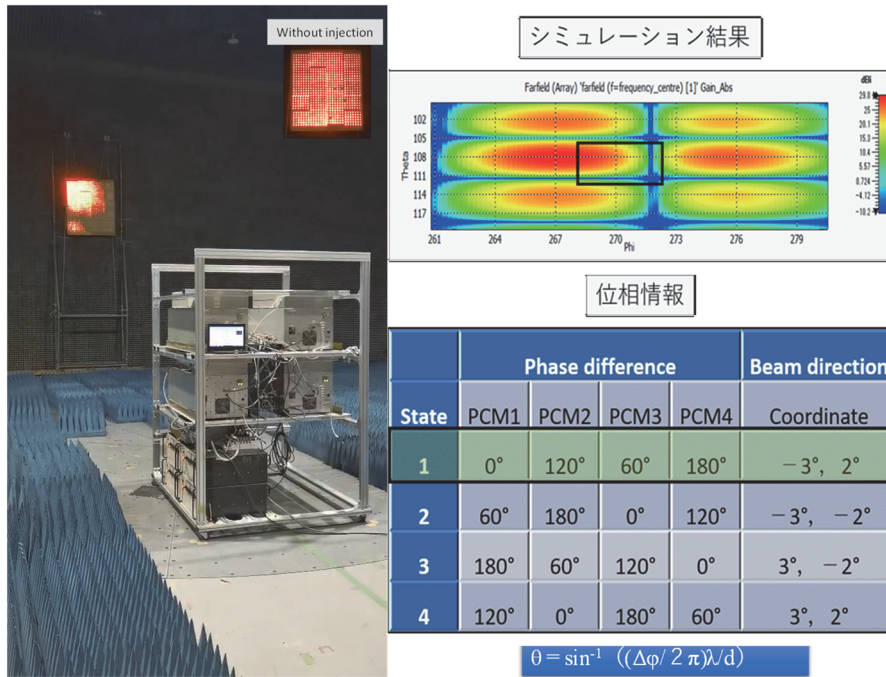 Without injection
シミュレーション結果
Farfield (Array) 'farfield (f=frequency_centre) [1]' Gain_Abs
dBi
29.8
25
20.1
15.3
10.4
5.57
0.724
-4.12
-10.2
Theta
102
105
108
111
114
117
261 264 267 270 273 276 279
Phi
位相情報
Phase difference Beam direction
State PCM1 PCM2 PCM3 PCM4 Coordinate
1 0° 120° 60° 180° −3°, 2°
2 60° 180° 0° 120° −3°, −2°
3 180° 60° 120° 0° 3°, −2°
4 120° 0° 180° 60° 3°, 2°
θ = sin⁻¹ ((Δφ/２π)λ/d)